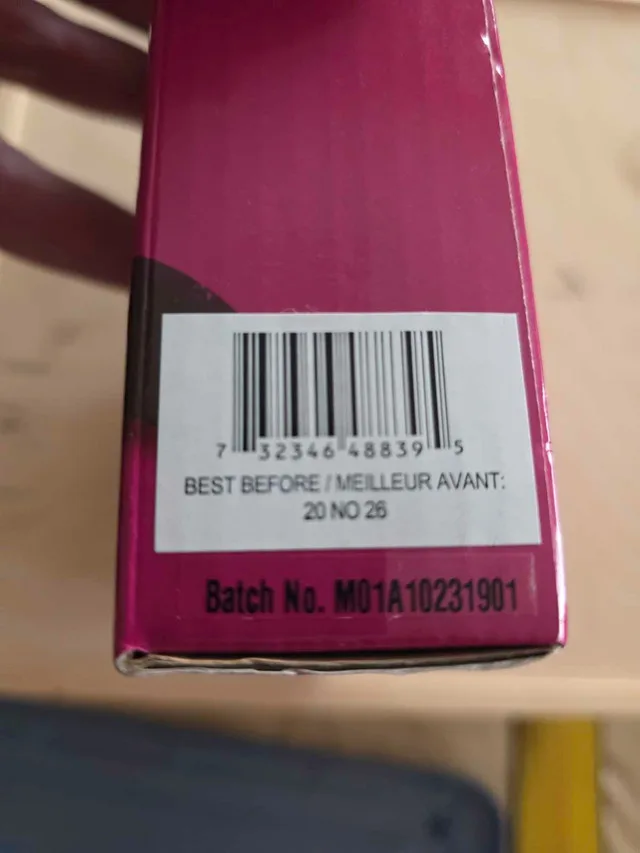 7 32346 48839 5
BEST BEFORE / MEILLEUR AVANT:
20 NO 26
Batch No. M01A10231901